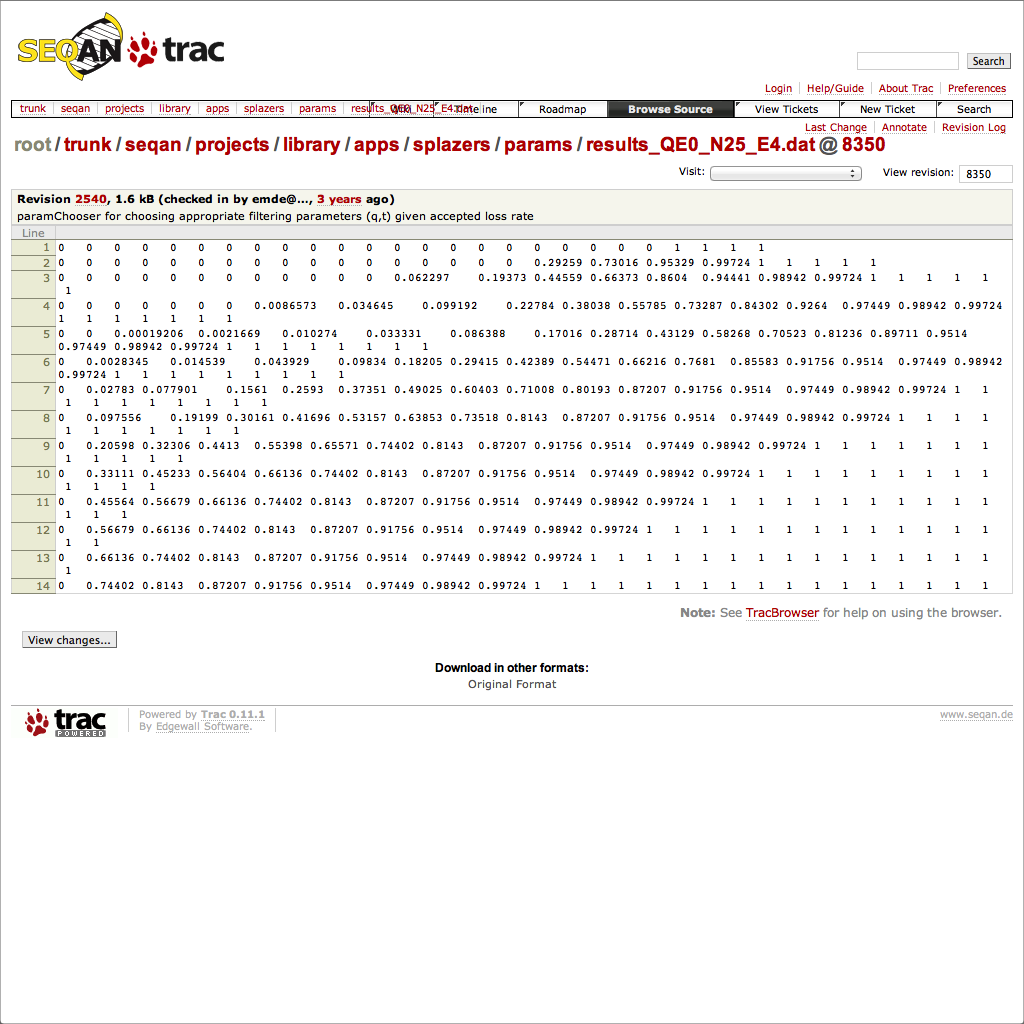 SEQAN trac
Search
Login Help/Guide About Trac Preferences
trunk seqan projects library apps splazers params results_QE0_N25_E4.dat Wiki Timeline Roadmap Browse Source View Tickets New Ticket Search
Last Change Annotate Revision Log
root/trunk/seqan/projects/library/apps/splazers/params/results_QE0_N25_E4.dat @ 8350
Visit: View revision: 8350
Revision 2540, 1.6 kB (checked in by emde@..., 3 years ago)
paramChooser for choosing appropriate filtering parameters (q,t) given accepted loss rate
Line
1 0 0 0 0 0 0 0 0 0 0 0 0 0 0 0 0 0 0 0 0 0 0 1 1 1 1
2 0 0 0 0 0 0 0 0 0 0 0 0 0 0 0 0 0 0.29259 0.73016 0.95329 0.99724 1 1 1 1 1
3 0 0 0 0 0 0 0 0 0 0 0 0 0.062297 0.19373 0.44559 0.66373 0.8604 0.94441 0.98942 0.99724 1 1 1 1 1
1
4 0 0 0 0 0 0 0 0.0086573 0.034645 0.099192 0.22784 0.38038 0.55785 0.73287 0.84302 0.9264 0.97449 0.98942 0.99724
1 1 1 1 1 1 1
5 0 0 0.00019206 0.0021669 0.010274 0.033331 0.086388 0.17016 0.28714 0.43129 0.58268 0.70523 0.81236 0.89711 0.9514
0.97449 0.98942 0.99724 1 1 1 1 1 1 1 1
6 0 0.0028345 0.014539 0.043929 0.09834 0.18205 0.29415 0.42389 0.54471 0.66216 0.7681 0.85583 0.91756 0.9514 0.97449 0.98942
0.99724 1 1 1 1 1 1 1 1 1
7 0 0.02783 0.077901 0.1561 0.2593 0.37351 0.49025 0.60403 0.71008 0.80193 0.87207 0.91756 0.9514 0.97449 0.98942 0.99724 1 1
1 1 1 1 1 1 1 1
8 0 0.097556 0.19199 0.30161 0.41696 0.53157 0.63853 0.73518 0.8143 0.87207 0.91756 0.9514 0.97449 0.98942 0.99724 1 1 1 1
1 1 1 1 1 1 1
9 0 0.20598 0.32306 0.4413 0.55398 0.65571 0.74402 0.8143 0.87207 0.91756 0.9514 0.97449 0.98942 0.99724 1 1 1 1 1 1 1
1 1 1 1 1
10 0 0.33111 0.45233 0.56404 0.66136 0.74402 0.8143 0.87207 0.91756 0.9514 0.97449 0.98942 0.99724 1 1 1 1 1 1 1 1 1
1 1 1 1
11 0 0.45564 0.56679 0.66136 0.74402 0.8143 0.87207 0.91756 0.9514 0.97449 0.98942 0.99724 1 1 1 1 1 1 1 1 1 1 1
1 1 1
12 0 0.56679 0.66136 0.74402 0.8143 0.87207 0.91756 0.9514 0.97449 0.98942 0.99724 1 1 1 1 1 1 1 1 1 1 1 1 1
1 1
13 0 0.66136 0.74402 0.8143 0.87207 0.91756 0.9514 0.97449 0.98942 0.99724 1 1 1 1 1 1 1 1 1 1 1 1 1 1 1
1
14 0 0.74402 0.8143 0.87207 0.91756 0.9514 0.97449 0.98942 0.99724 1 1 1 1 1 1 1 1 1 1 1 1 1 1 1 1 1
Note: See TracBrowser for help on using the browser.
View changes...
Download in other formats:
Original Format
trac POWERED
Powered by Trac 0.11.1
By Edgewall Software.
www.seqan.de